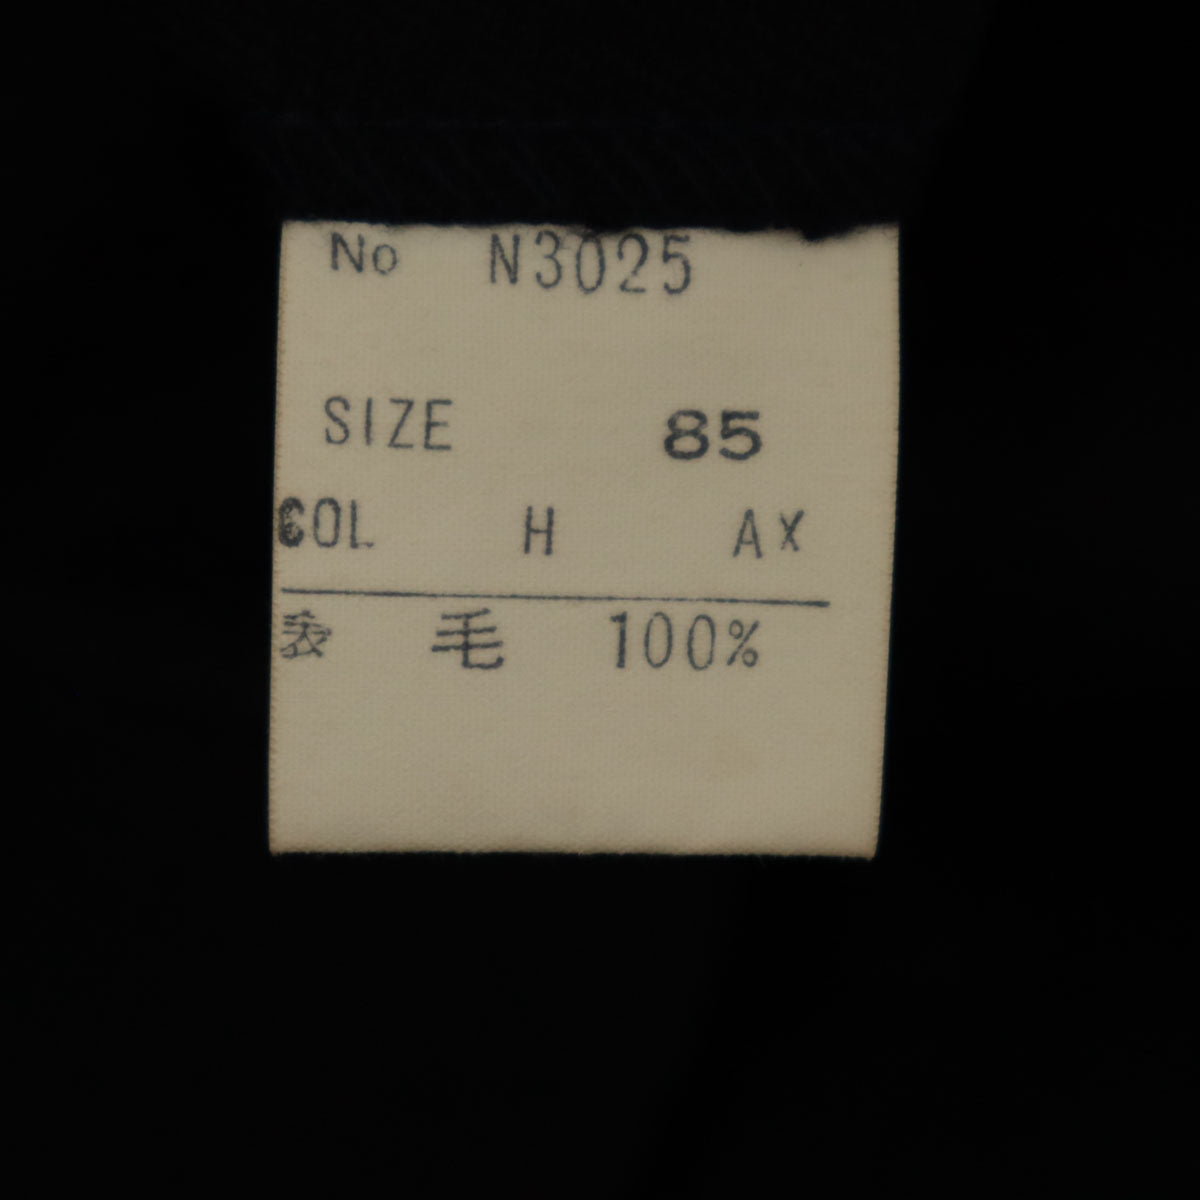 No N3025
SIZE 85
COL H AX
表 毛 100%